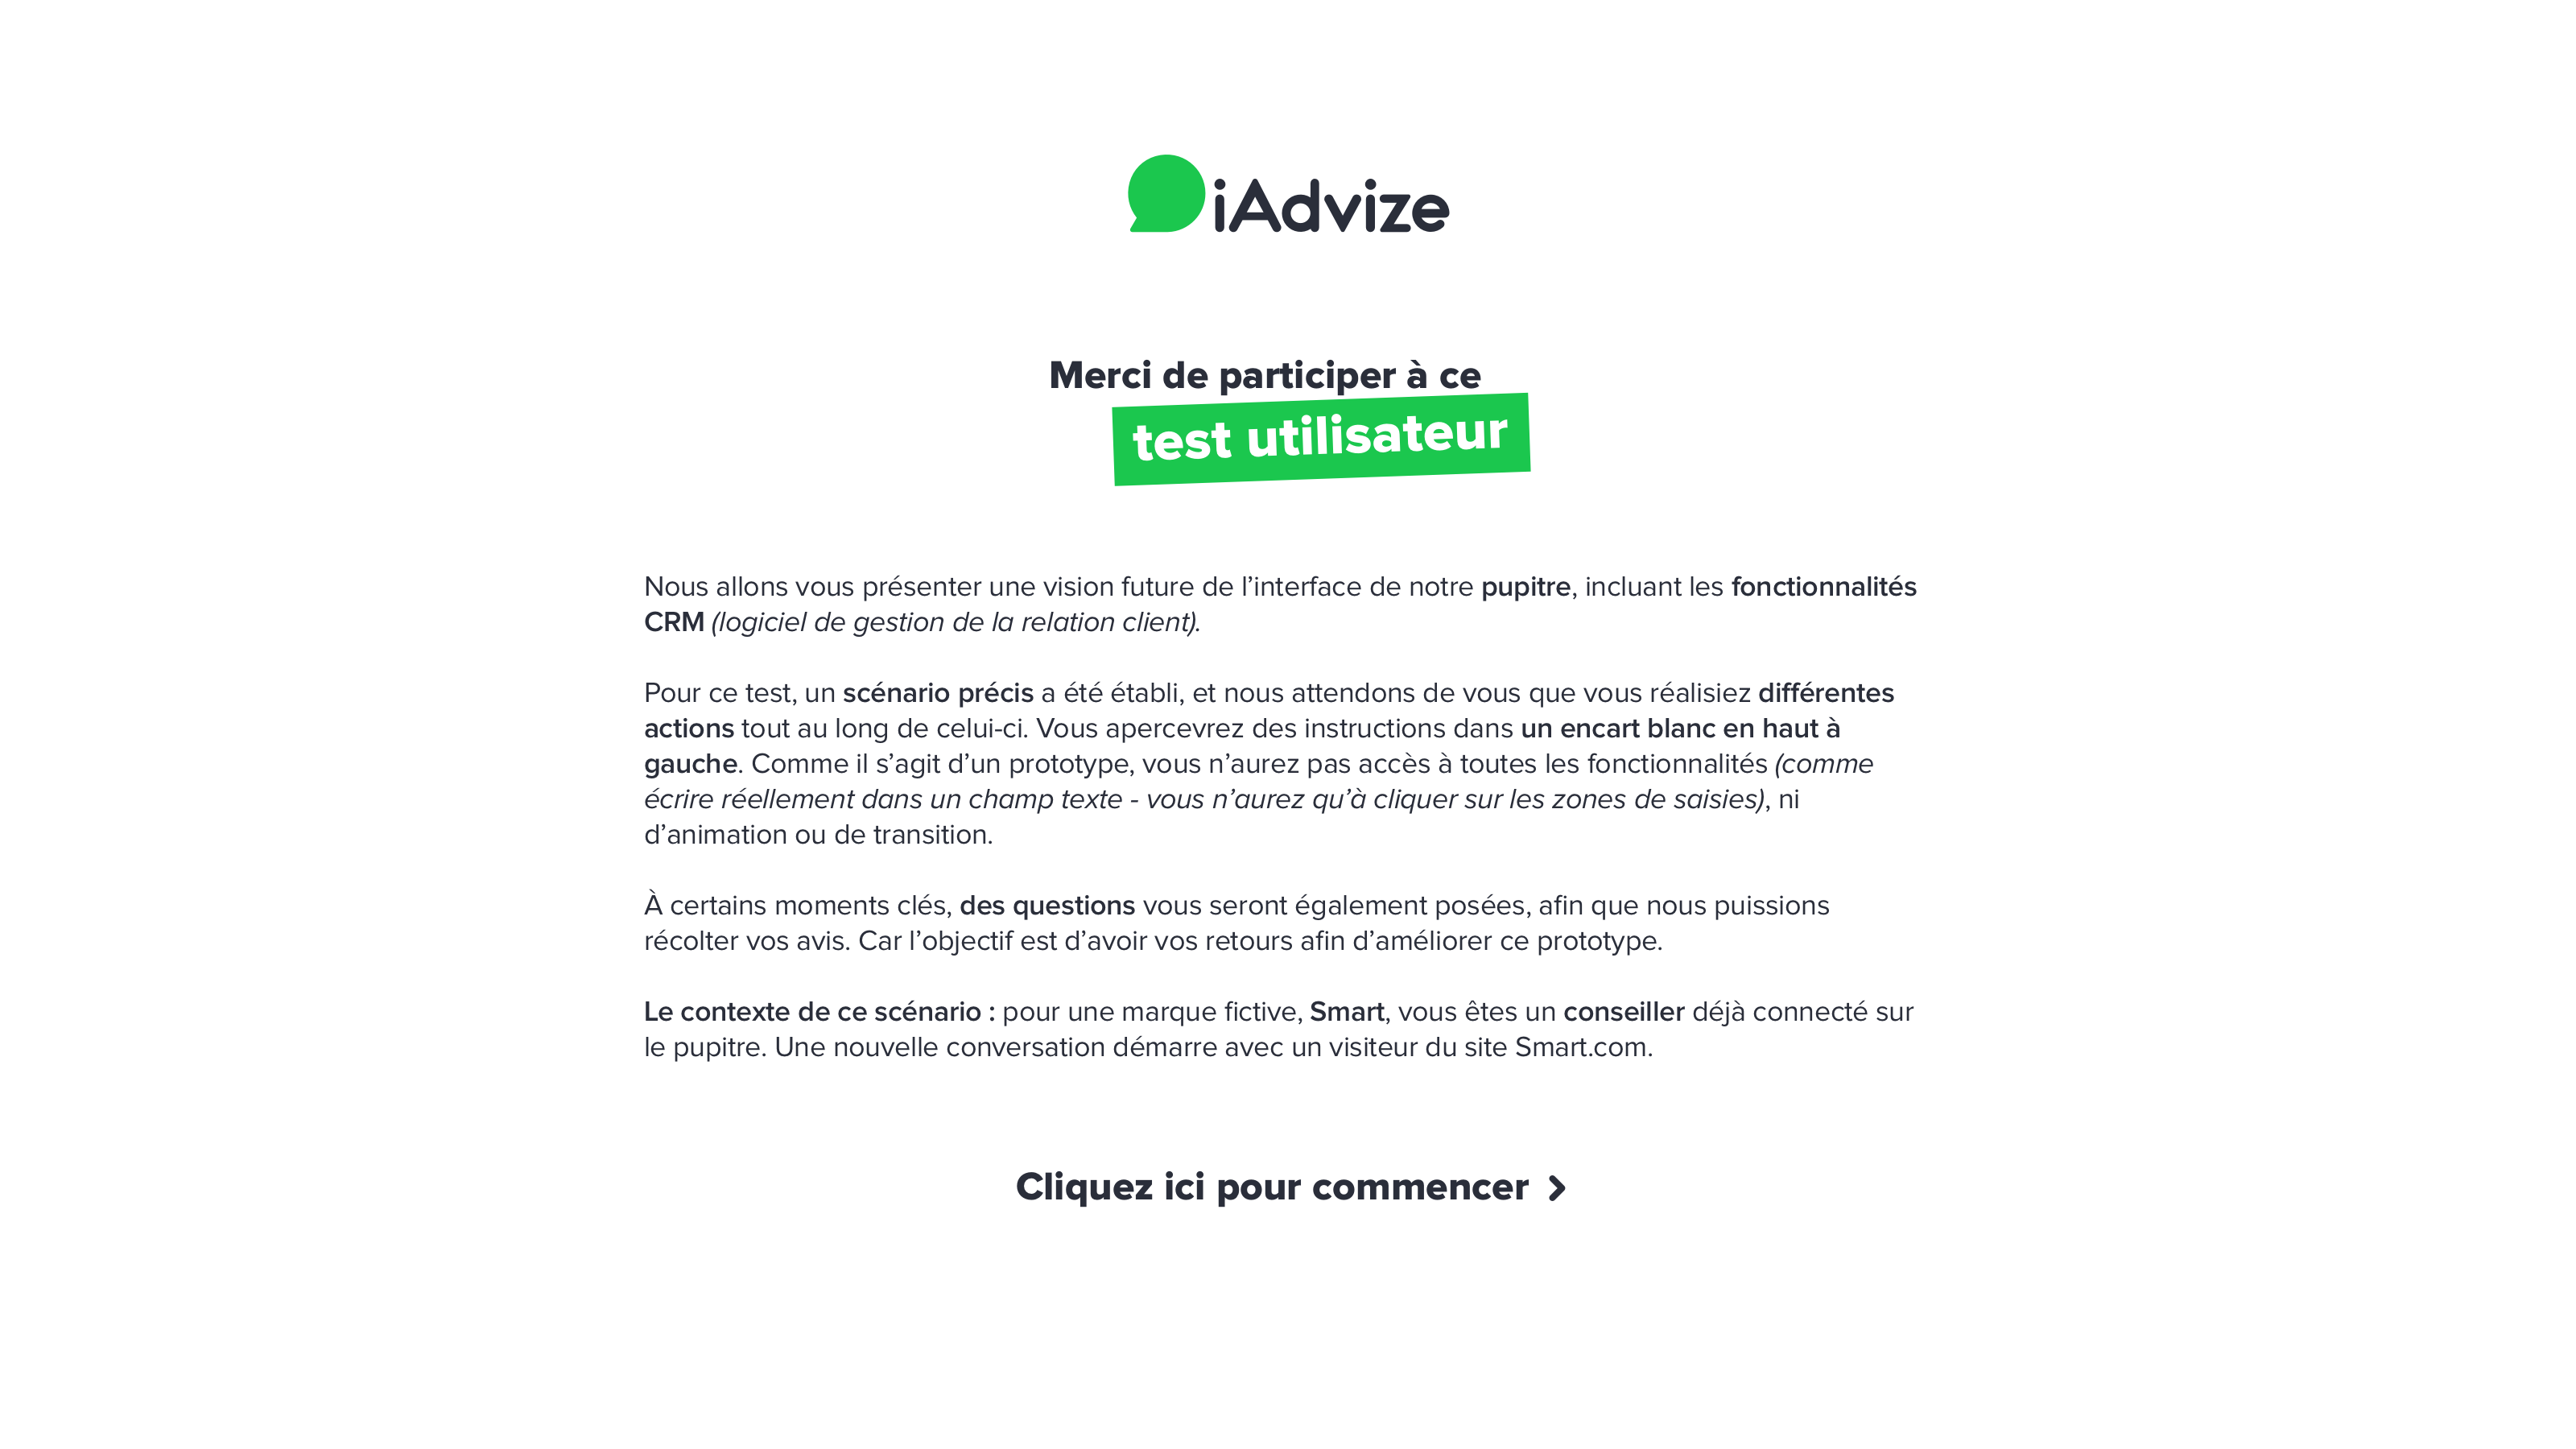 iAdvize
Merci de participer à ce
test utilisateur
Nous allons vous présenter une vision future de l’interface de notre pupitre, incluant les fonctionnalités
CRM (logiciel de gestion de la relation client).
Pour ce test, un scénario précis a été établi, et nous attendons de vous que vous réalisiez différentes
actions tout au long de celui-ci. Vous apercevrez des instructions dans un encart blanc en haut à
gauche. Comme il s’agit d’un prototype, vous n’aurez pas accès à toutes les fonctionnalités (comme
écrire réellement dans un champ texte - vous n’aurez qu’à cliquer sur les zones de saisies), ni
d’animation ou de transition.
À certains moments clés, des questions vous seront également posées, afin que nous puissions
récolter vos avis. Car l’objectif est d’avoir vos retours afin d’améliorer ce prototype.
Le contexte de ce scénario : pour une marque fictive, Smart, vous êtes un conseiller déjà connecté sur
le pupitre. Une nouvelle conversation démarre avec un visiteur du site Smart.com.
Cliquez ici pour commencer